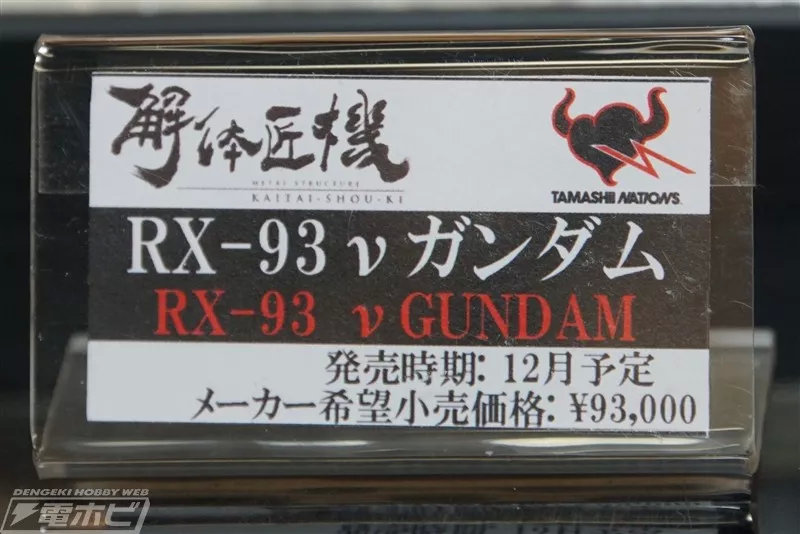 解体匠機
METAL STRUCTURE
KAITAI-SHOU-KI
TAMASHII NATIONS
RX-93 νガンダム
RX-93 ν GUNDAM
発売時期: 12月予定
メーカー希望小売価格: ¥93,000
DENGEKI HOBBY WEB
電ホビ